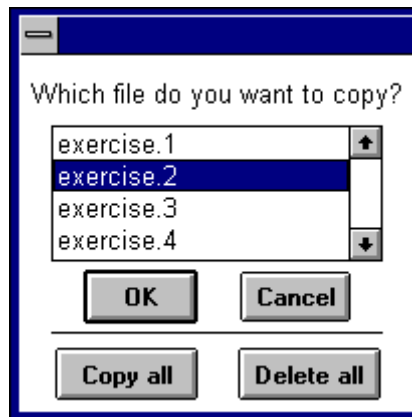 Which file do you want to copy?
exercise.1
exercise.2
exercise.3
exercise.4
OK Cancel
Copy all Delete all